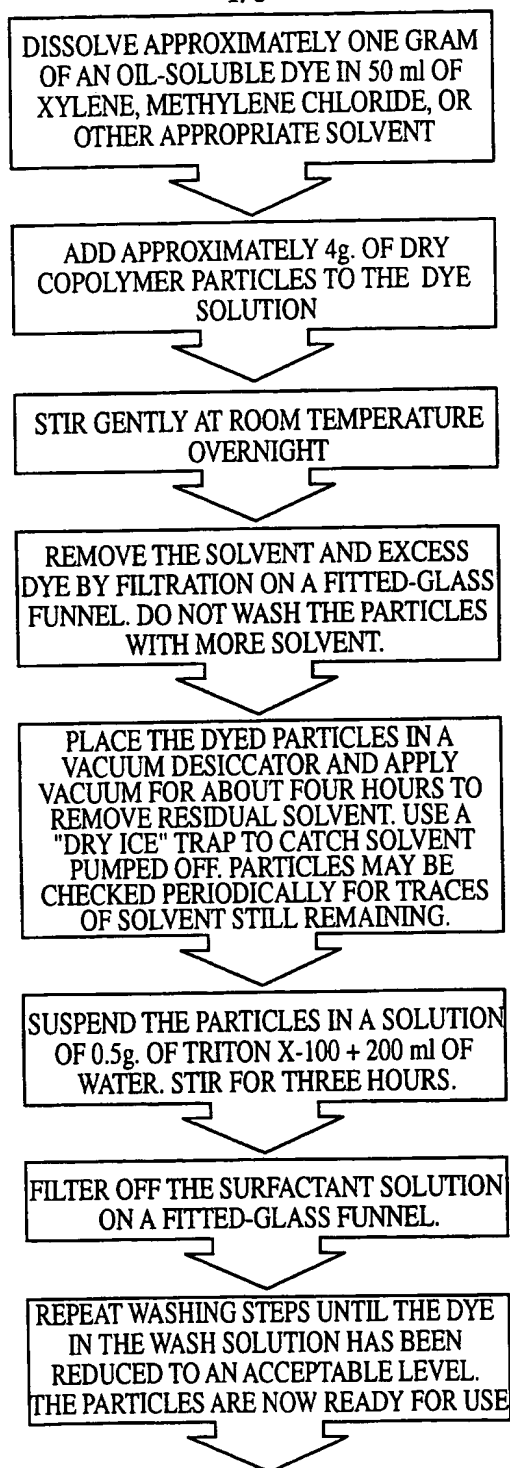 DISSOLVE APPROXIMATELY ONE GRAM
OF AN OIL-SOLUBLE DYE IN 50 ml OF
XYLENE, METHYLENE CHLORIDE, OR
OTHER APPROPRIATE SOLVENT
ADD APPROXIMATELY 4g. OF DRY
COPOLYMER PARTICLES TO THE DYE
SOLUTION
STIR GENTLY AT ROOM TEMPERATURE
OVERNIGHT
REMOVE THE SOLVENT AND EXCESS
DYE BY FILTRATION ON A FITTED-GLASS
FUNNEL. DO NOT WASH THE PARTICLES
WITH MORE SOLVENT.
PLACE THE DYED PARTICLES IN A
VACUUM DESICCATOR AND APPLY
VACUUM FOR ABOUT FOUR HOURS TO
REMOVE RESIDUAL SOLVENT. USE A
"DRY ICE" TRAP TO CATCH SOLVENT
PUMPED OFF. PARTICLES MAY BE
CHECKED PERIODICALLY FOR TRACES
OF SOLVENT STILL REMAINING.
SUSPEND THE PARTICLES IN A SOLUTION
OF 0.5g. OF TRITON X-100 + 200 ml OF
WATER. STIR FOR THREE HOURS.
FILTER OFF THE SURFACTANT SOLUTION
ON A FITTED-GLASS FUNNEL.
REPEAT WASHING STEPS UNTIL THE DYE
IN THE WASH SOLUTION HAS BEEN
REDUCED TO AN ACCEPTABLE LEVEL.
THE PARTICLES ARE NOW READY FOR USE